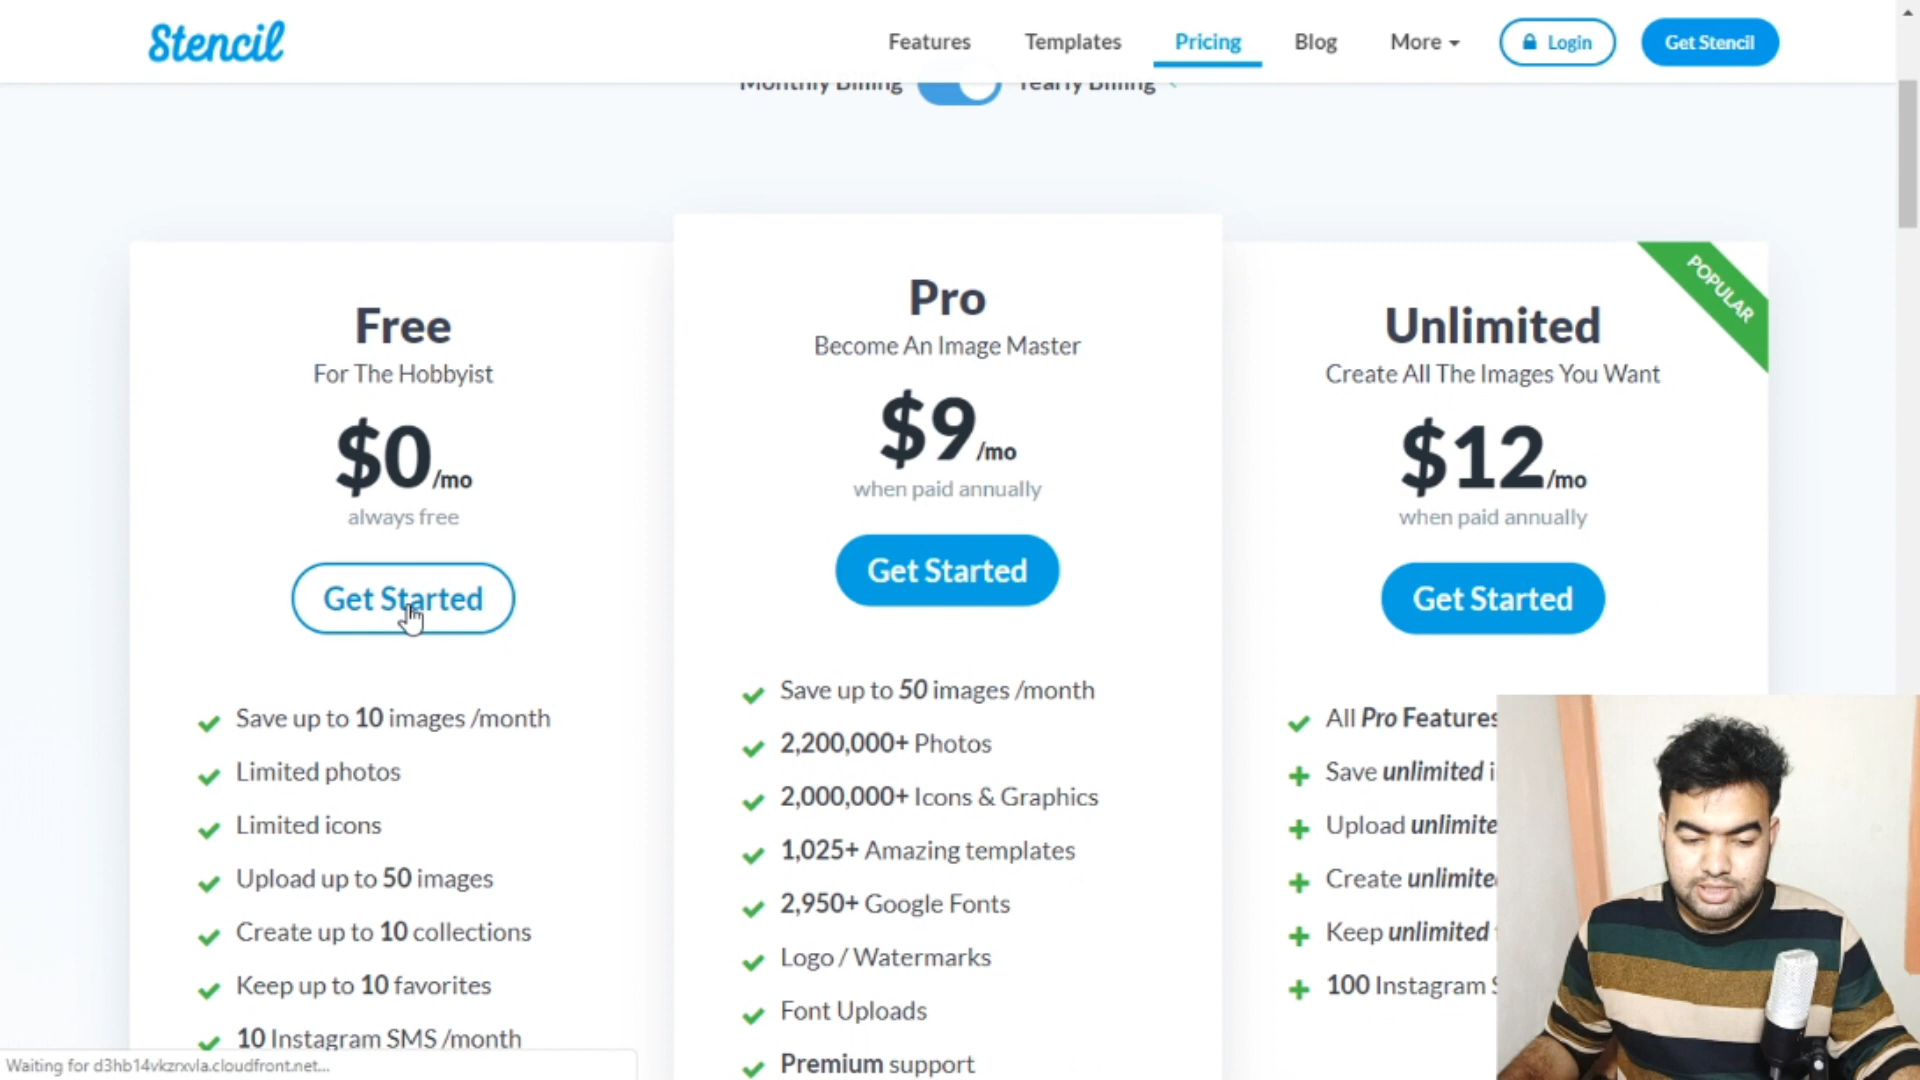 Stencil
Features
Templates
Pricing
Blog
More
Login
Get Stencil
Monthly Billing
Yearly Billing
Free
For The Hobbyist
$0/mo
always free
Get Started
Save up to 10 images /month
Limited photos
Limited icons
Upload up to 50 images
Create up to 10 collections
Keep up to 10 favorites
10 Instagram SMS /month
Pro
Become An Image Master
$9/mo
when paid annually
Get Started
Save up to 50 images /month
2,200,000+ Photos
2,000,000+ Icons & Graphics
1,025+ Amazing templates
2,950+ Google Fonts
Logo / Watermarks
Font Uploads
Premium support
POPULAR
Unlimited
Create All The Images You Want
$12/mo
when paid annually
Get Started
All Pro Features
Save unlimited i
Upload unlimite
Create unlimite
Keep unlimited
100 Instagram S
Waiting for d3hb14vkzrxvla.cloudfront.net...